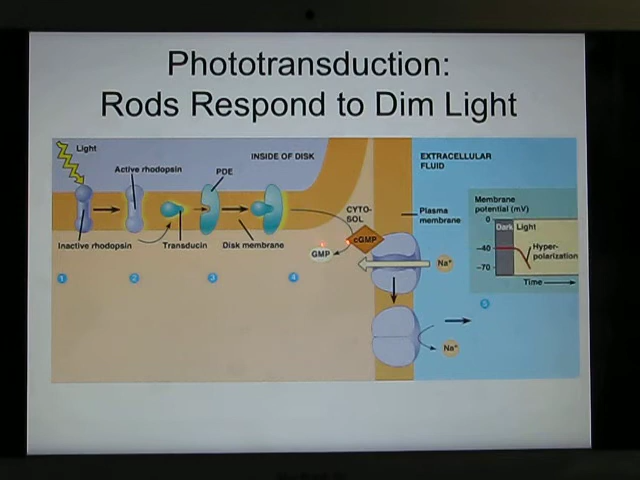 Phototransduction:
Rods Respond to Dim Light
Light
Active rhodopsin
PDE
INSIDE OF DISK
EXTRACELLULAR
FLUID
Inactive rhodopsin
Transducin
Disk membrane
CYTO-
SOL
cGMP
GMP
Plasma
membrane
Na+
Na+
Membrane
potential (mV)
0
Dark Light
-40
Hyper-
polarization
-70
Time
1
2
3
4
5